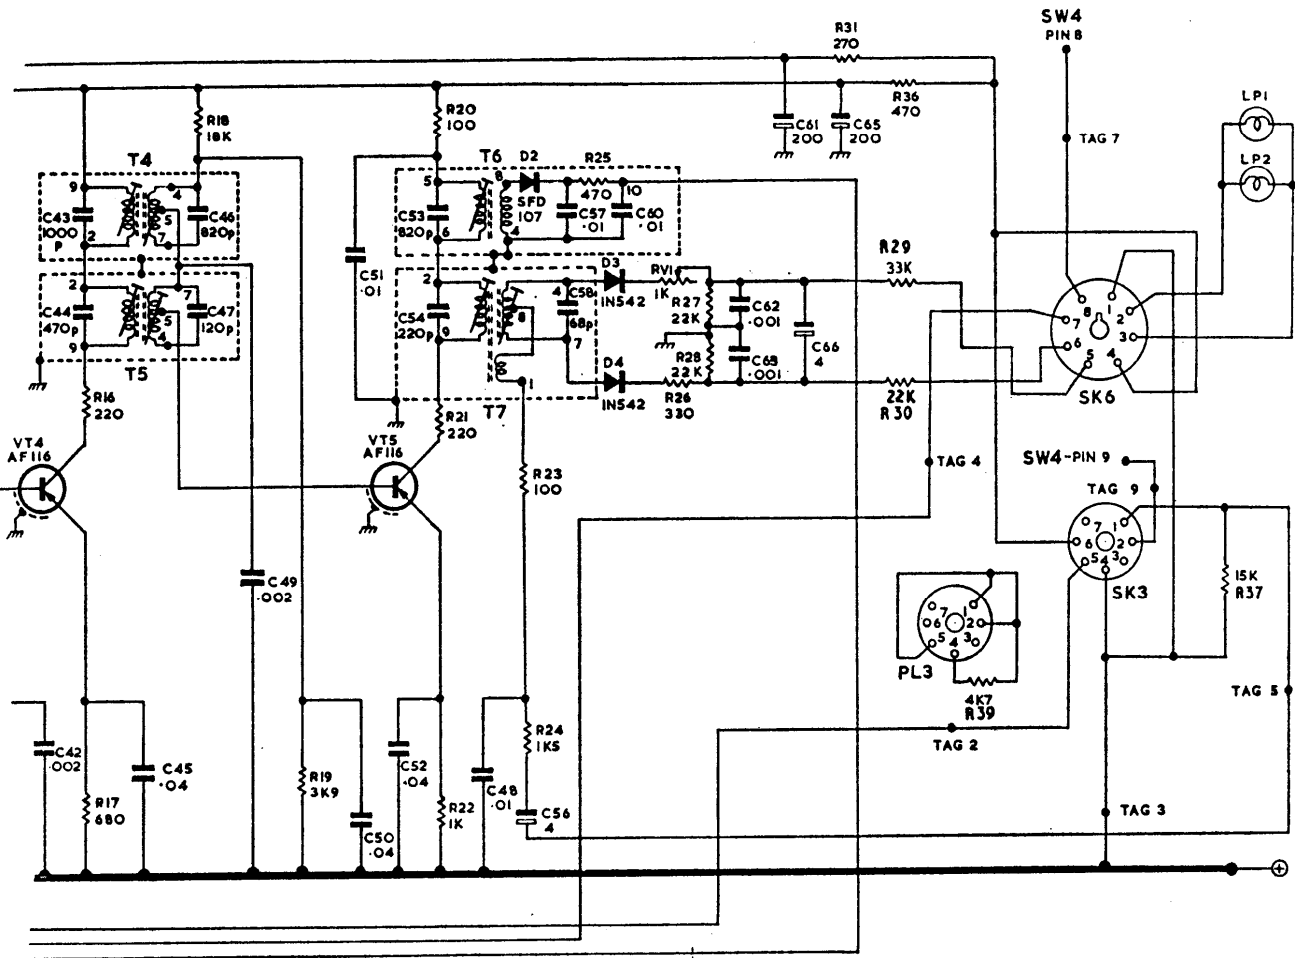 SW4
PIN 8
R31
270
R36
470
LP1
LP2
TAG 7
C61
200
C65
200
R18
18K
R20
100
T4
9
4
5
C43
1000
P
2
7
C46
820p
T6
8
D2
SFD
107
R25
470
10
5
C53
820p
6
4
C57
.01
C60
.01
C51
.01
2
C44
470p
9
7
5
4
C47
120p
T5
2
C54
220p
9
4
8
C58
68p
7
1
T7
D3
IN542
RV1
1K
R27
22K
C62
.001
R28
22K
C63
.001
C66
4
D4
IN542
R26
330
R29
33K
22K
R30
8
1
2
7
3
6
5
4
SK6
R16
220
R21
220
VT4
AF116
VT5
AF116
R23
100
TAG 4
SW4-PIN 9
TAG 9
7
1
6
2
5
4
3
SK3
15K
R37
C49
.002
7
1
6
2
5
4
3
PL3
4K7
R39
TAG 2
TAG 5
TAG 3
C42
.002
R17
680
C45
.04
R19
3K9
C50
.04
C52
.04
R22
1K
C48
.01
R24
1K5
C56
4
+